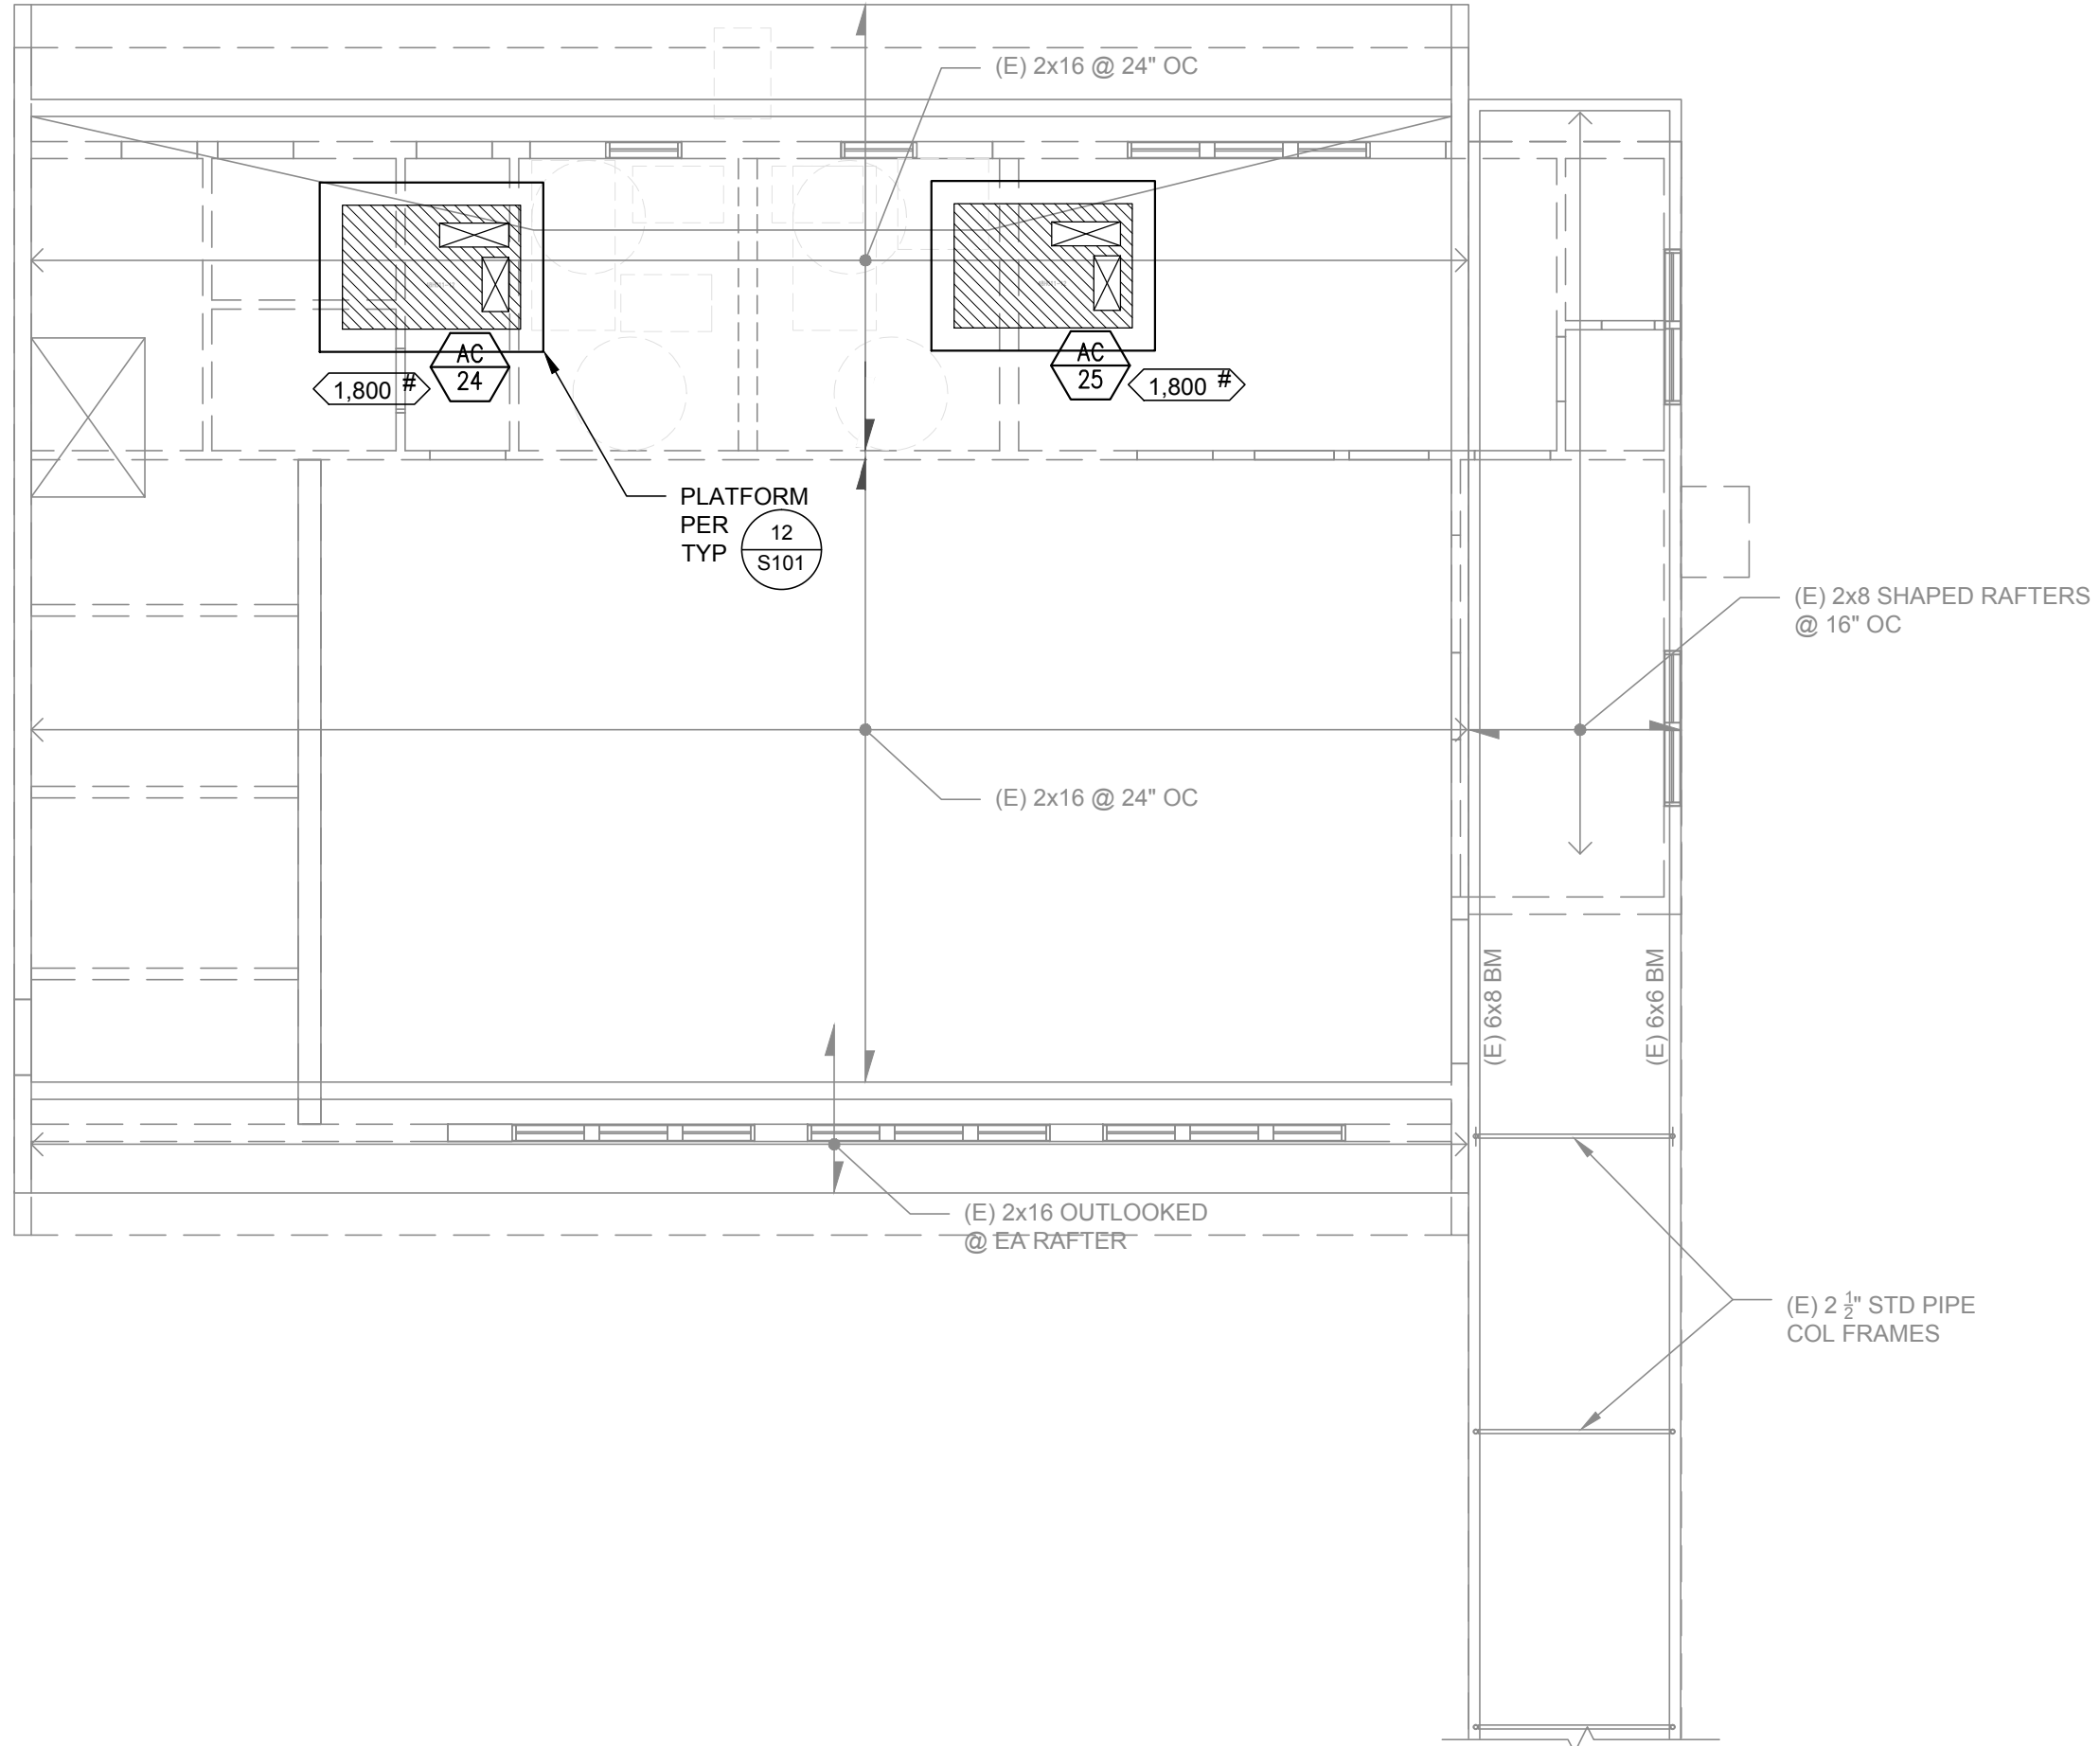 (E) 2x16 @ 24" OC
AC
24
1,800 #
AC
25
1,800 #
PLATFORM
PER
TYP
12
S101
(E) 2x8 SHAPED RAFTERS
@ 16" OC
(E) 2x16 @ 24" OC
(E) 6x8 BM
(E) 6x6 BM
(E) 2x16 OUTLOOKED
@ EA RAFTER
(E) 2 1/2" STD PIPE
COL FRAMES